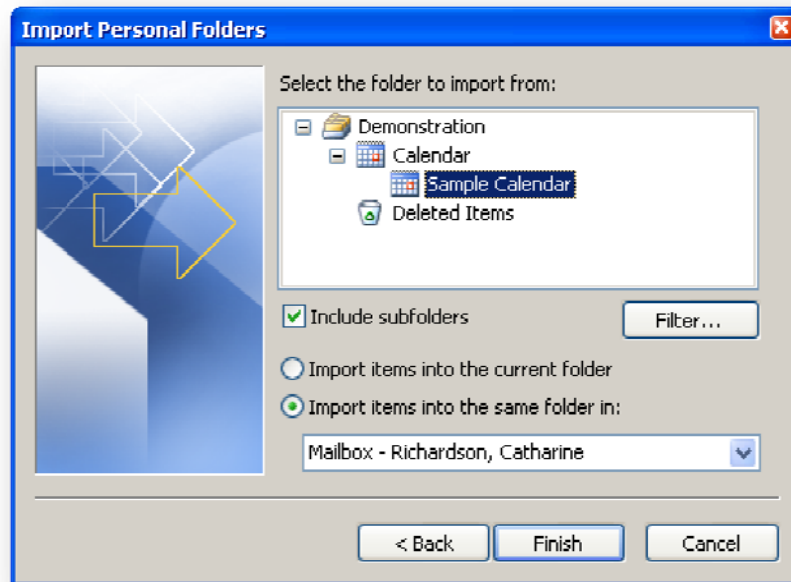 Import Personal Folders
Select the folder to import from:
Demonstration
Calendar
Sample Calendar
Deleted Items
Include subfolders
Filter...
Import items into the current folder
Import items into the same folder in:
Mailbox - Richardson, Catharine
< Back Finish Cancel